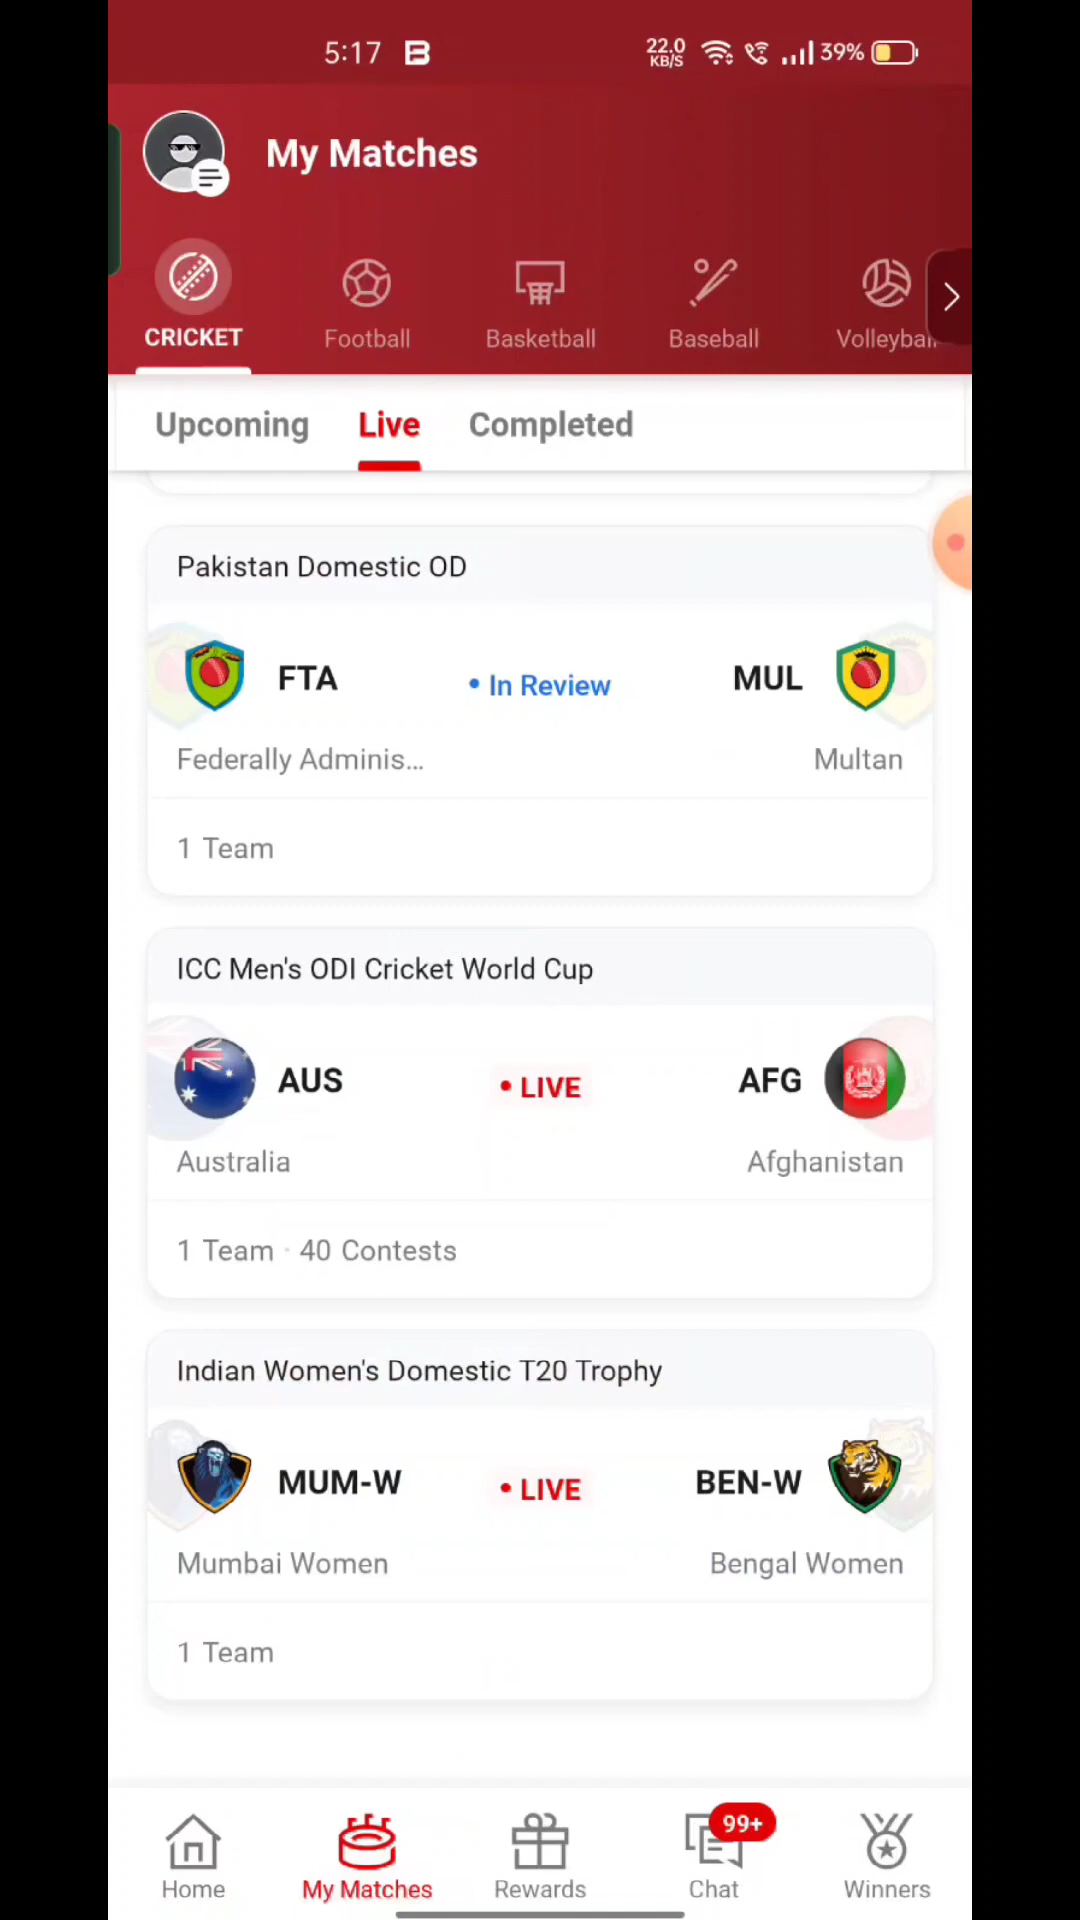 5:17
22.0 KB/S
39%
My Matches
CRICKET
Football
Basketball
Baseball
Volleyball
Upcoming
Live
Completed
Pakistan Domestic OD
FTA
• In Review
MUL
Federally Adminis...
Multan
1 Team
ICC Men's ODI Cricket World Cup
AUS
• LIVE
AFG
Australia
Afghanistan
1 Team · 40 Contests
Indian Women's Domestic T20 Trophy
MUM-W
• LIVE
BEN-W
Mumbai Women
Bengal Women
1 Team
99+
Home
My Matches
Rewards
Chat
Winners